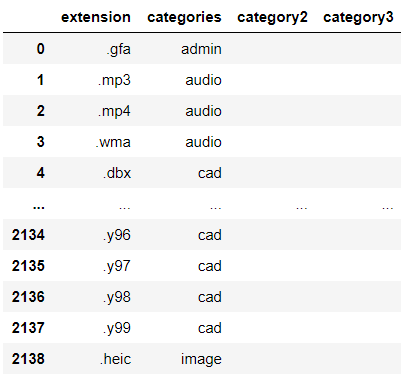 extension categories category2 category3
0 .gfa admin
1 .mp3 audio
2 .mp4 audio
3 .wma audio
4 .dbx cad
... ... ... ... ...
2134 .y96 cad
2135 .y97 cad
2136 .y98 cad
2137 .y99 cad
2138 .heic image